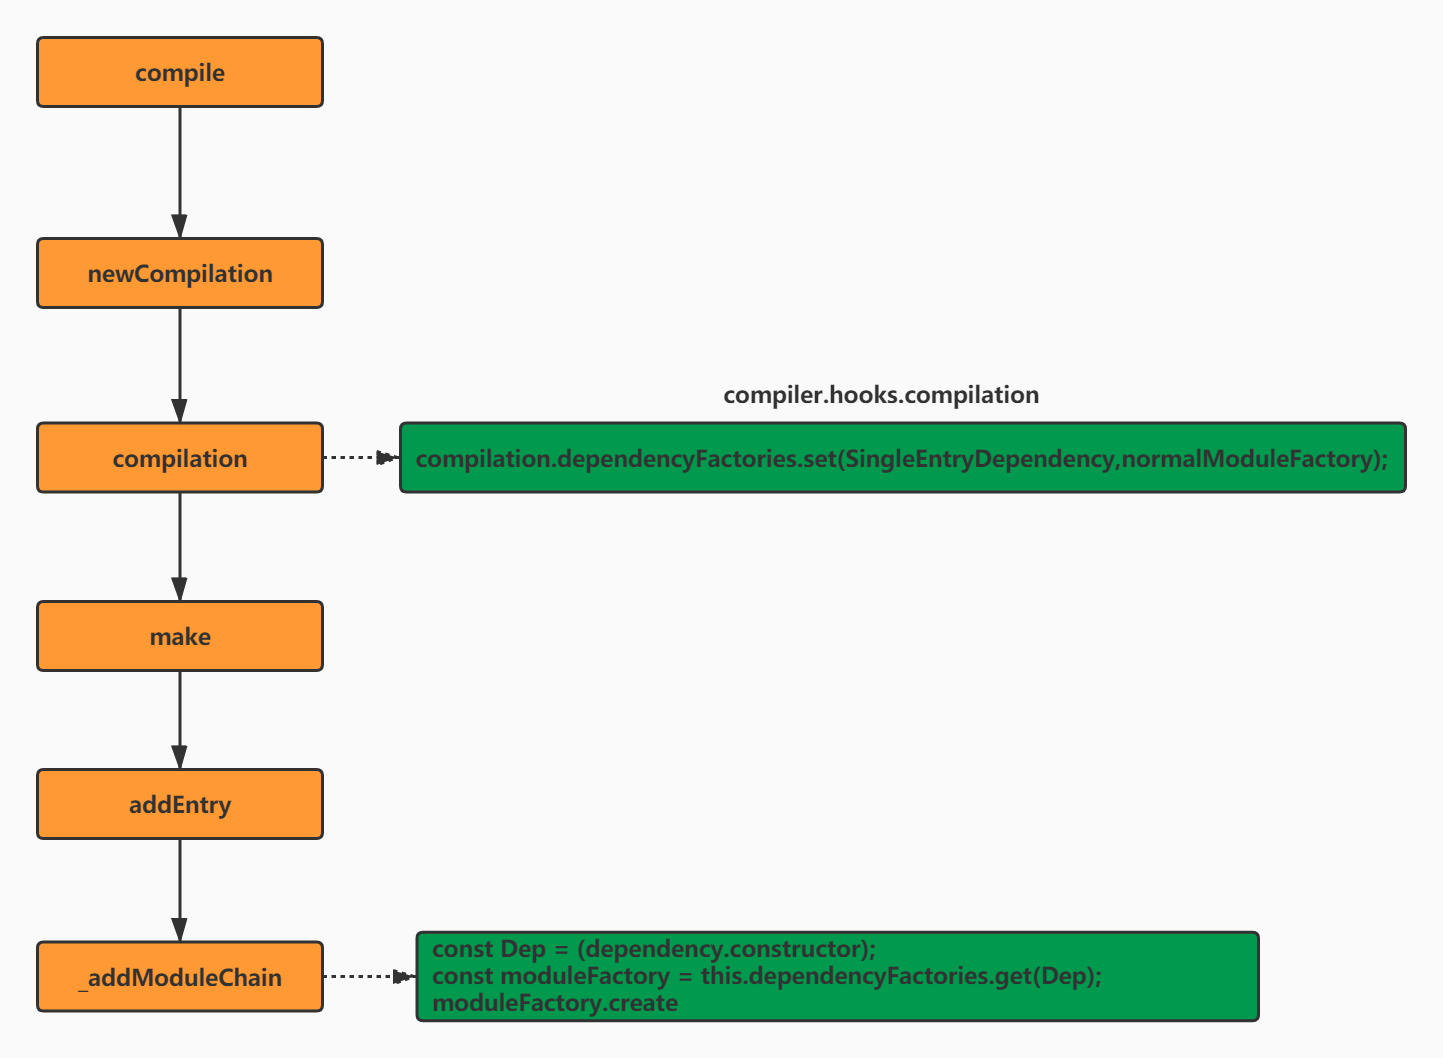 compile
newCompilation
compiler.hooks.compilation
compilation
compilation.dependencyFactories.set(SingleEntryDependency,normalModuleFactory);
make
addEntry
_addModuleChain
const Dep = (dependency.constructor);
const moduleFactory = this.dependencyFactories.get(Dep);
moduleFactory.create